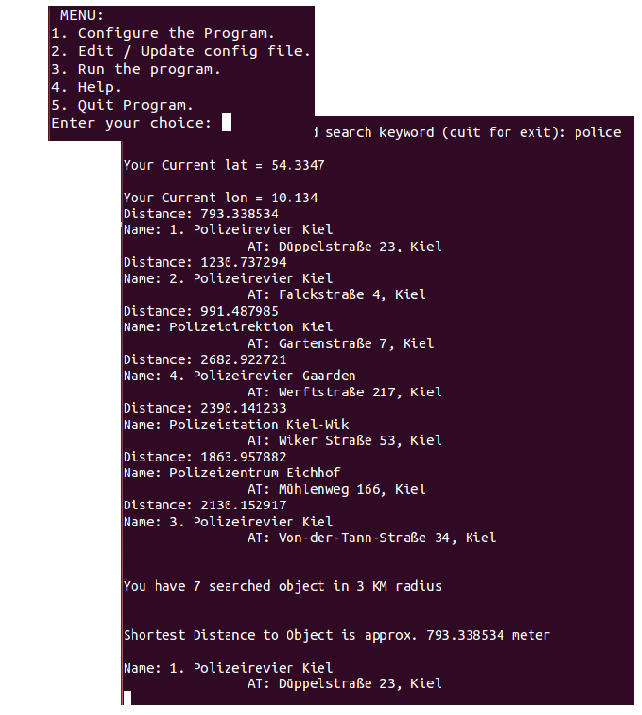 MENU:
1. Configure the Program.
2. Edit / Update config file.
3. Run the program.
4. Help.
5. Quit Program.
Enter your choice:
search keyword (cuit for exit): police
Your Current lat = 54.3347
Your Current lon = 10.134
Distance: 793.338534
Name: 1. Polizeirevier Kiel
AT: Düppelstraße 23, Kiel
Distance: 1230.737294
Name: 2. Polizeirevier Kiel
AT: Falckstraße 4, Kiel
Distance: 991.487985
Name: Polizeidirektion Kiel
AT: Gartenstraße 7, Kiel
Distance: 2682.922721
Name: 4. Polizeirevier Gaarden
AT: Werftstraße 217, Kiel
Distance: 2390.141233
Name: Polizeistation Kiel-Wik
AT: Wiker Straße 53, Kiel
Distance: 1863.957882
Name: Polizeizentrum Eichhof
AT: Mühlenweg 166, Kiel
Distance: 2130.152917
Name: 3. Polizeirevier Kiel
AT: Von-der-Tann-Straße 34, Kiel
You have 7 searched object in 3 KM radius
Shortest Distance to Object is approx. 793.338534 meter
Name: 1. Polizeirevier Kiel
AT: Düppelstraße 23, Kiel